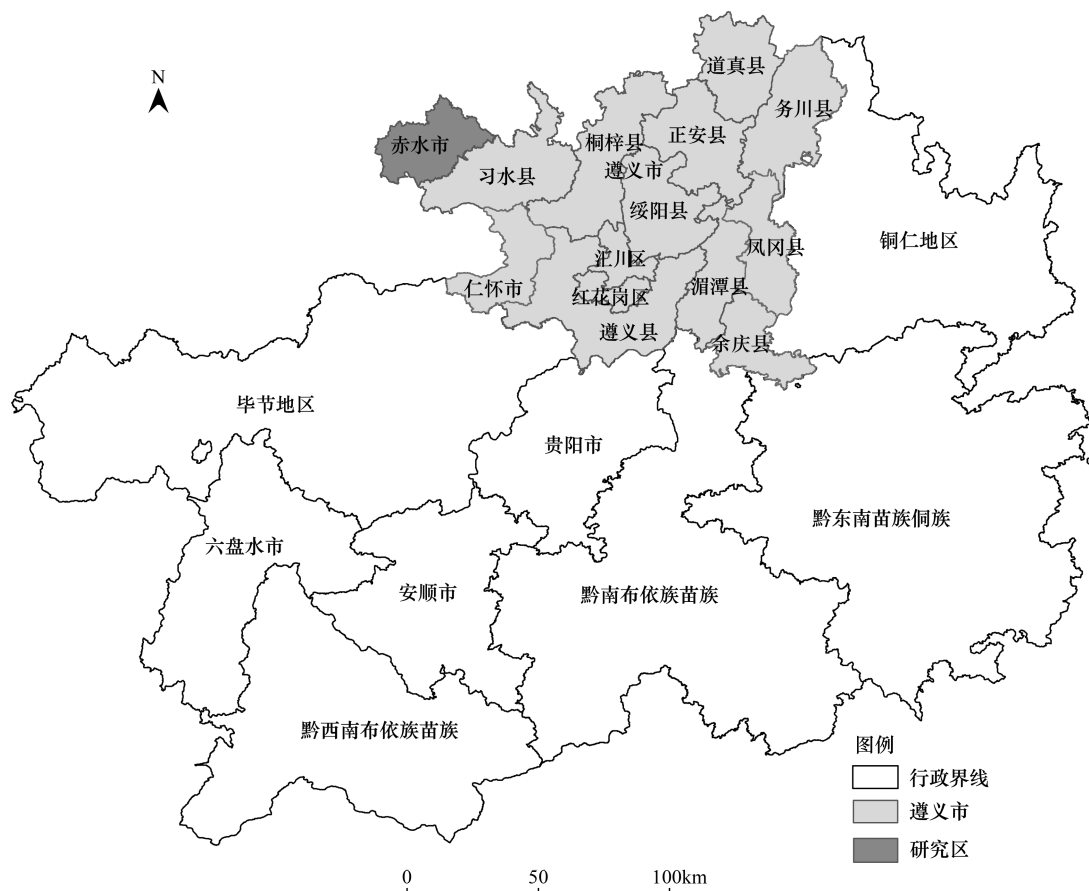 N
道真县
务川县
赤水市
桐梓县
正安县
习水县
遵义市
绥阳县
凤冈县
铜仁地区
汇川区
仁怀市
红花岗区
湄潭县
遵义县
余庆县
毕节地区
贵阳市
黔东南苗族侗族
六盘水市
安顺市
黔南布依族苗族
黔西南布依族苗族
图例
行政界线
遵义市
研究区
0 50 100km